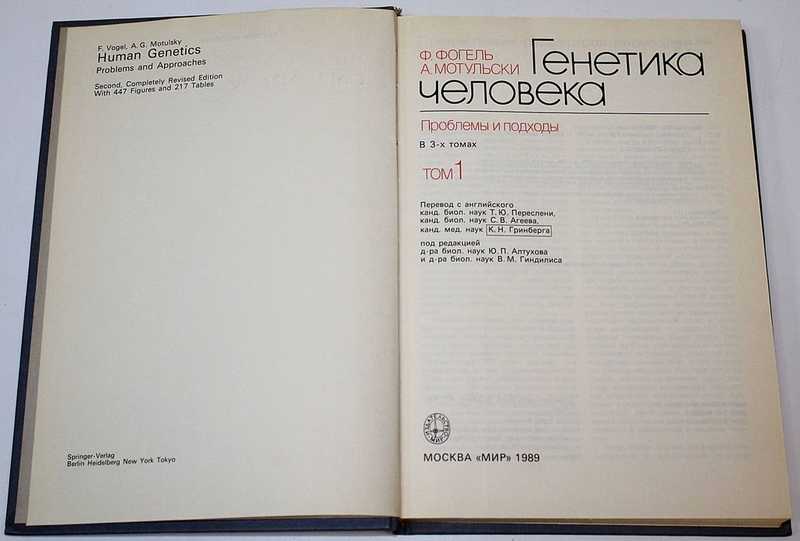 F. Vogel, A. G. Motulsky
Human Genetics
Problems and Approaches
Second, Completely Revised Edition
With 447 Figures and 217 Tables
Springer-Verlag
Berlin Heidelberg New York Tokyo
Ф. ФОГЕЛЬ
А. МОТУЛЬСКИ
Генетика
человека
Проблемы и подходы
В 3-х томах
ТОМ 1
Перевод с английского
канд. биол. наук Т. Ю. Переслени,
канд. биол. наук С. В. Агеева,
канд. мед. наук К. Н. Гринберга
под редакцией
д-ра биол. наук Ю. П. Алтухова
и д-ра биол. наук В. М. Гиндилиса
ИЗДАТЕЛЬСТВО
МИР
МОСКВА «МИР» 1989